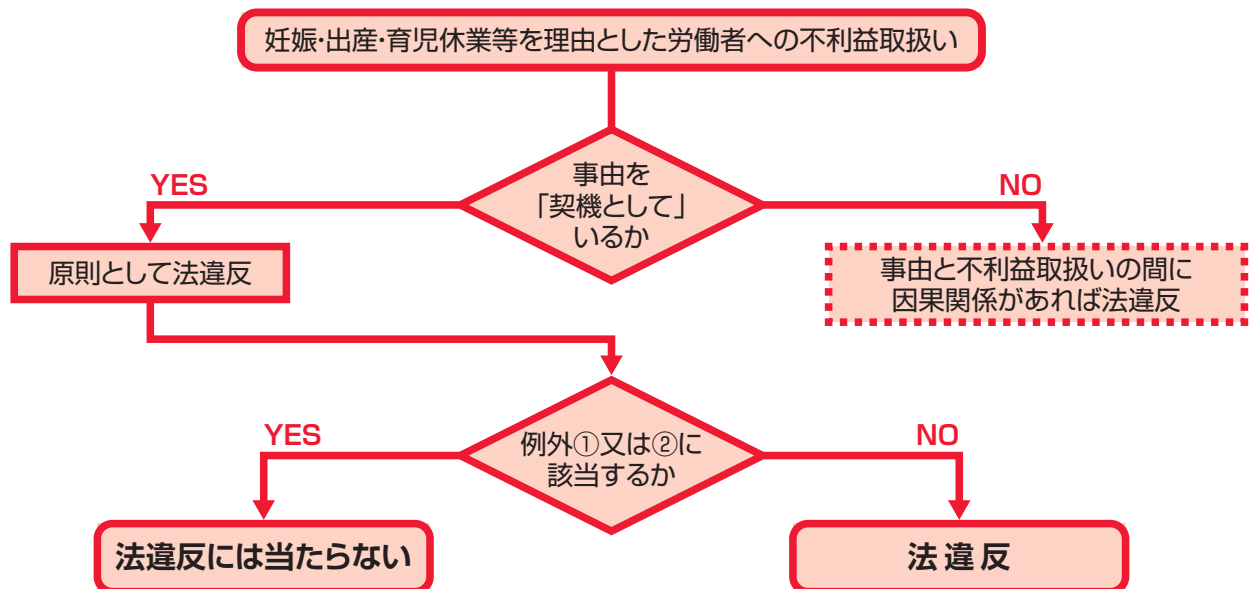 妊娠・出産・育児休業等を理由とした労働者への不利益取扱い
事由を
「契機として」
いるか
YES
NO
原則として法違反
事由と不利益取扱いの間に
因果関係があれば法違反
例外①又は②に
該当するか
YES
NO
法違反には当たらない
法違反